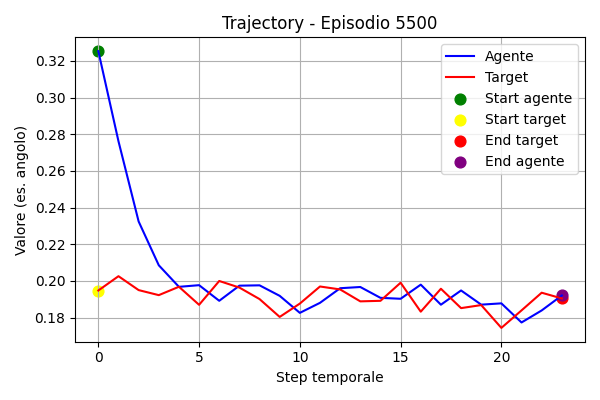 Trajectory - Episodio 5500
Valore (es. angolo)
0.32
0.30
0.28
0.26
0.24
0.22
0.20
0.18
Agente
Target
Start agente
Start target
End target
End agente
0 5 10 15 20
Step temporale